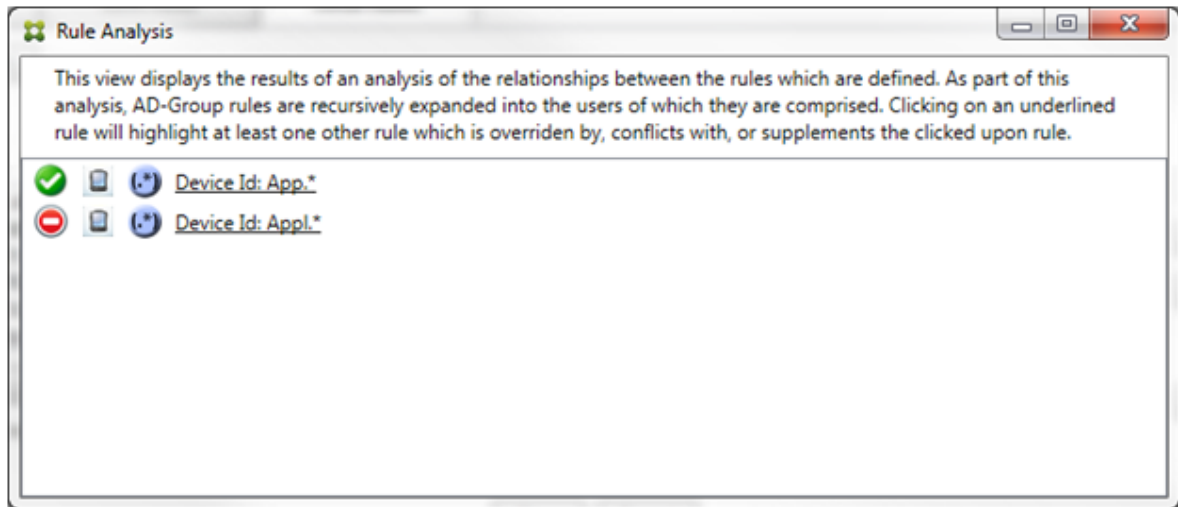 Rule Analysis
This view displays the results of an analysis of the relationships between the rules which are defined. As part of this
analysis, AD-Group rules are recursively expanded into the users of which they are comprised. Clicking on an underlined
rule will highlight at least one other rule which is overriden by, conflicts with, or supplements the clicked upon rule.
(.*) Device Id: App.*
(.*) Device Id: Appl.*